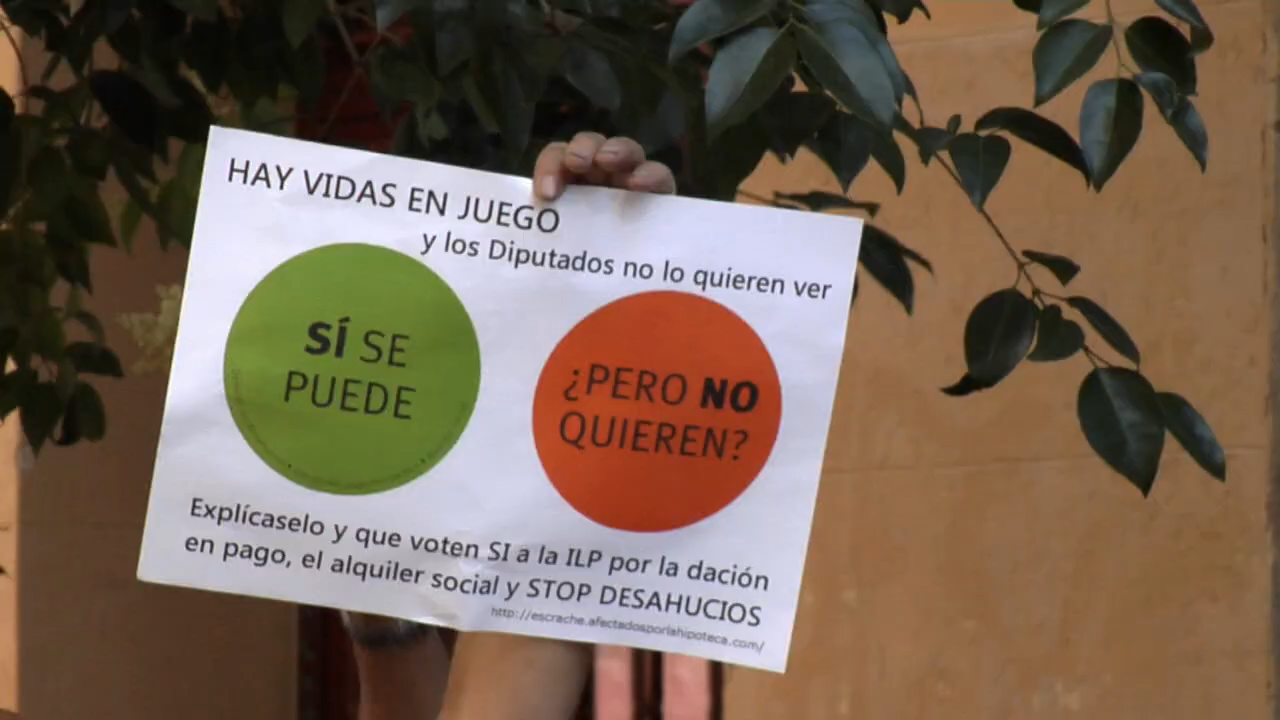 HAY VIDAS EN JUEGO
y los Diputados no lo quieren ver
SÍ SE
PUEDE
¿PERO NO
QUIEREN?
Explícaselo y que voten SI a la ILP por la dación
en pago, el alquiler social y STOP DESAHUCIOS
http://escrache.afectadosporlahipoteca.com/